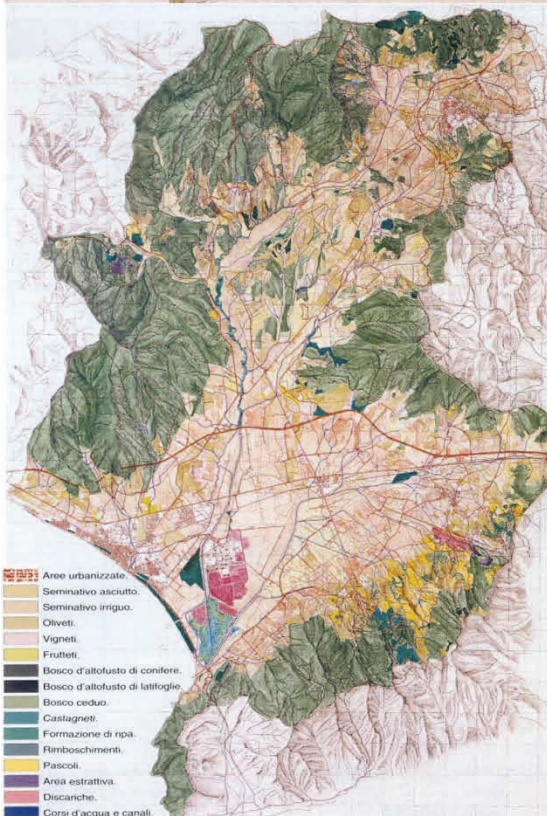 Aree urbanizzate.
Seminativo asciutto.
Seminativo irriguo.
Oliveti.
Vigneti.
Frutteti.
Bosco d'altofusto di conifere.
Bosco d'altofusto di latifoglie.
Bosco ceduo.
Castagneti.
Formazione di ripa.
Rimboschimenti.
Pascoli.
Area estrattiva.
Discariche.
Corsi d'acqua e canali.